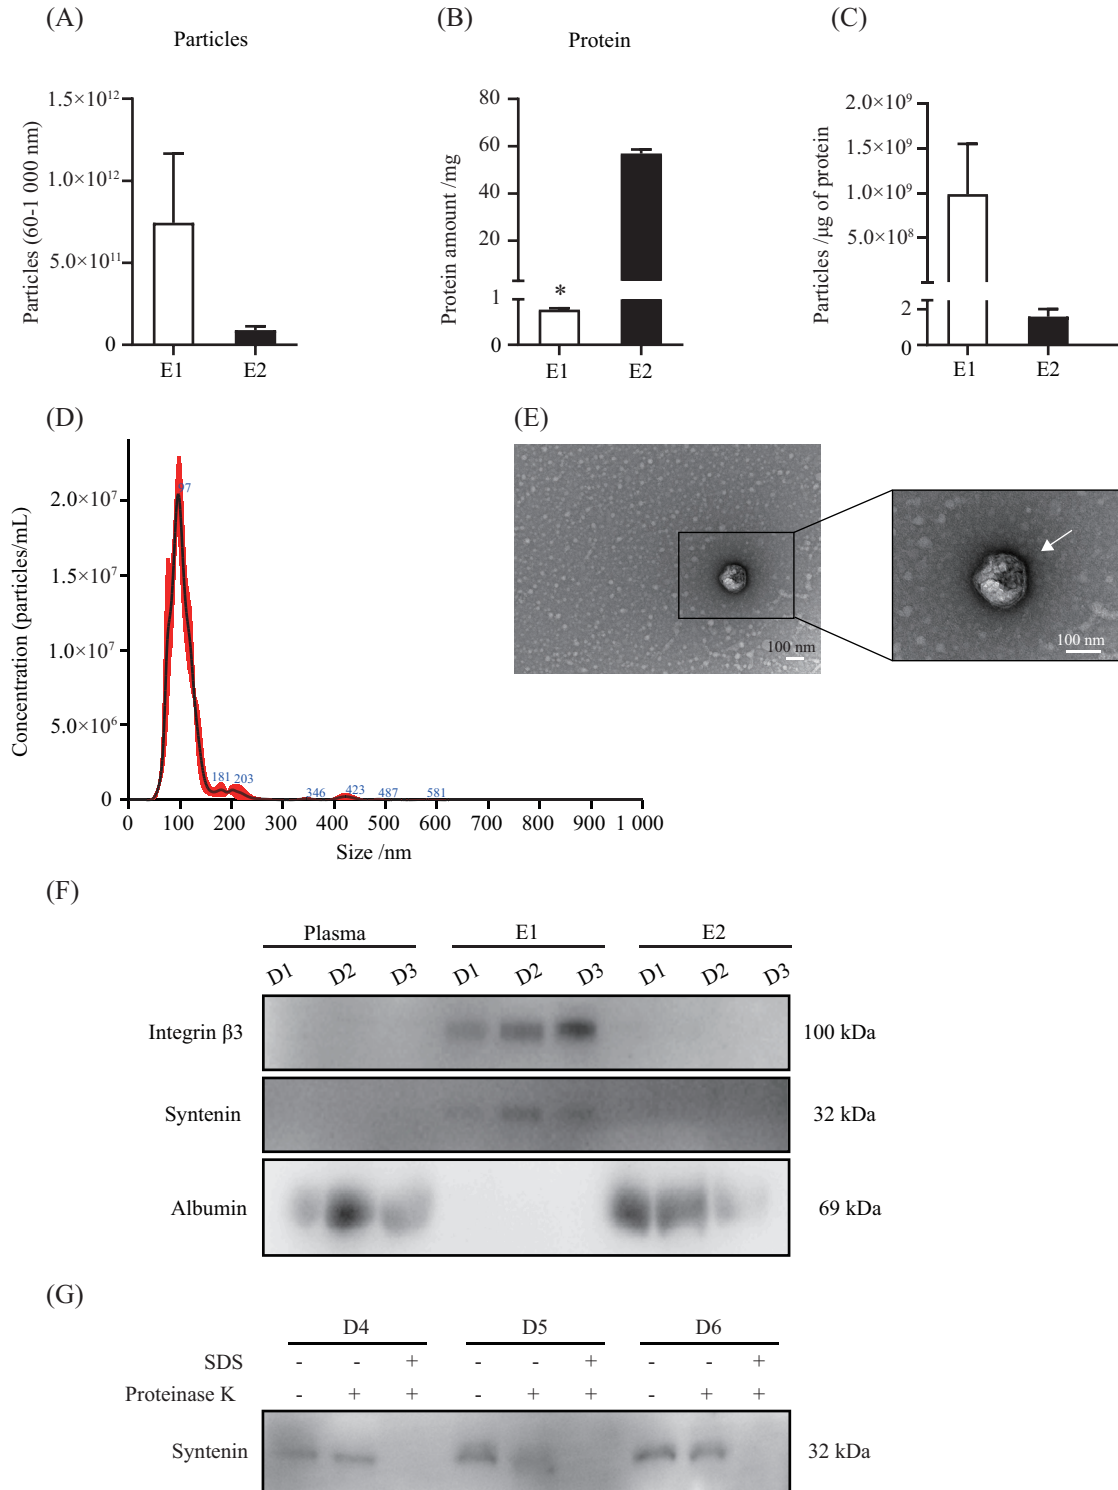 (A)
Particles
Particles (60-1 000 nm)
1.5×10¹²
1.0×10¹²
5.0×10¹¹
0
E1 E2
(B)
Protein
Protein amount /mg
80
60
40
20
1
0
*
E1 E2
(C)
Particles /μg of protein
2.0×10⁹
1.5×10⁹
1.0×10⁹
5.0×10⁸
2
0
E1 E2
(D)
Concentration (particles/mL)
2.0×10⁷
1.5×10⁷
1.0×10⁷
5.0×10⁶
0
97
181 203 346 423 487 581
0 100 200 300 400 500 600 700 800 900 1 000
Size /nm
(E)
100 nm
100 nm
(F)
Plasma E1 E2
D1 D2 D3 D1 D2 D3 D1 D2 D3
Integrin β3 100 kDa
Syntenin 32 kDa
Albumin 69 kDa
(G)
D4 D5 D6
SDS - - + - - + - - +
Proteinase K - + + - + + - + +
Syntenin 32 kDa